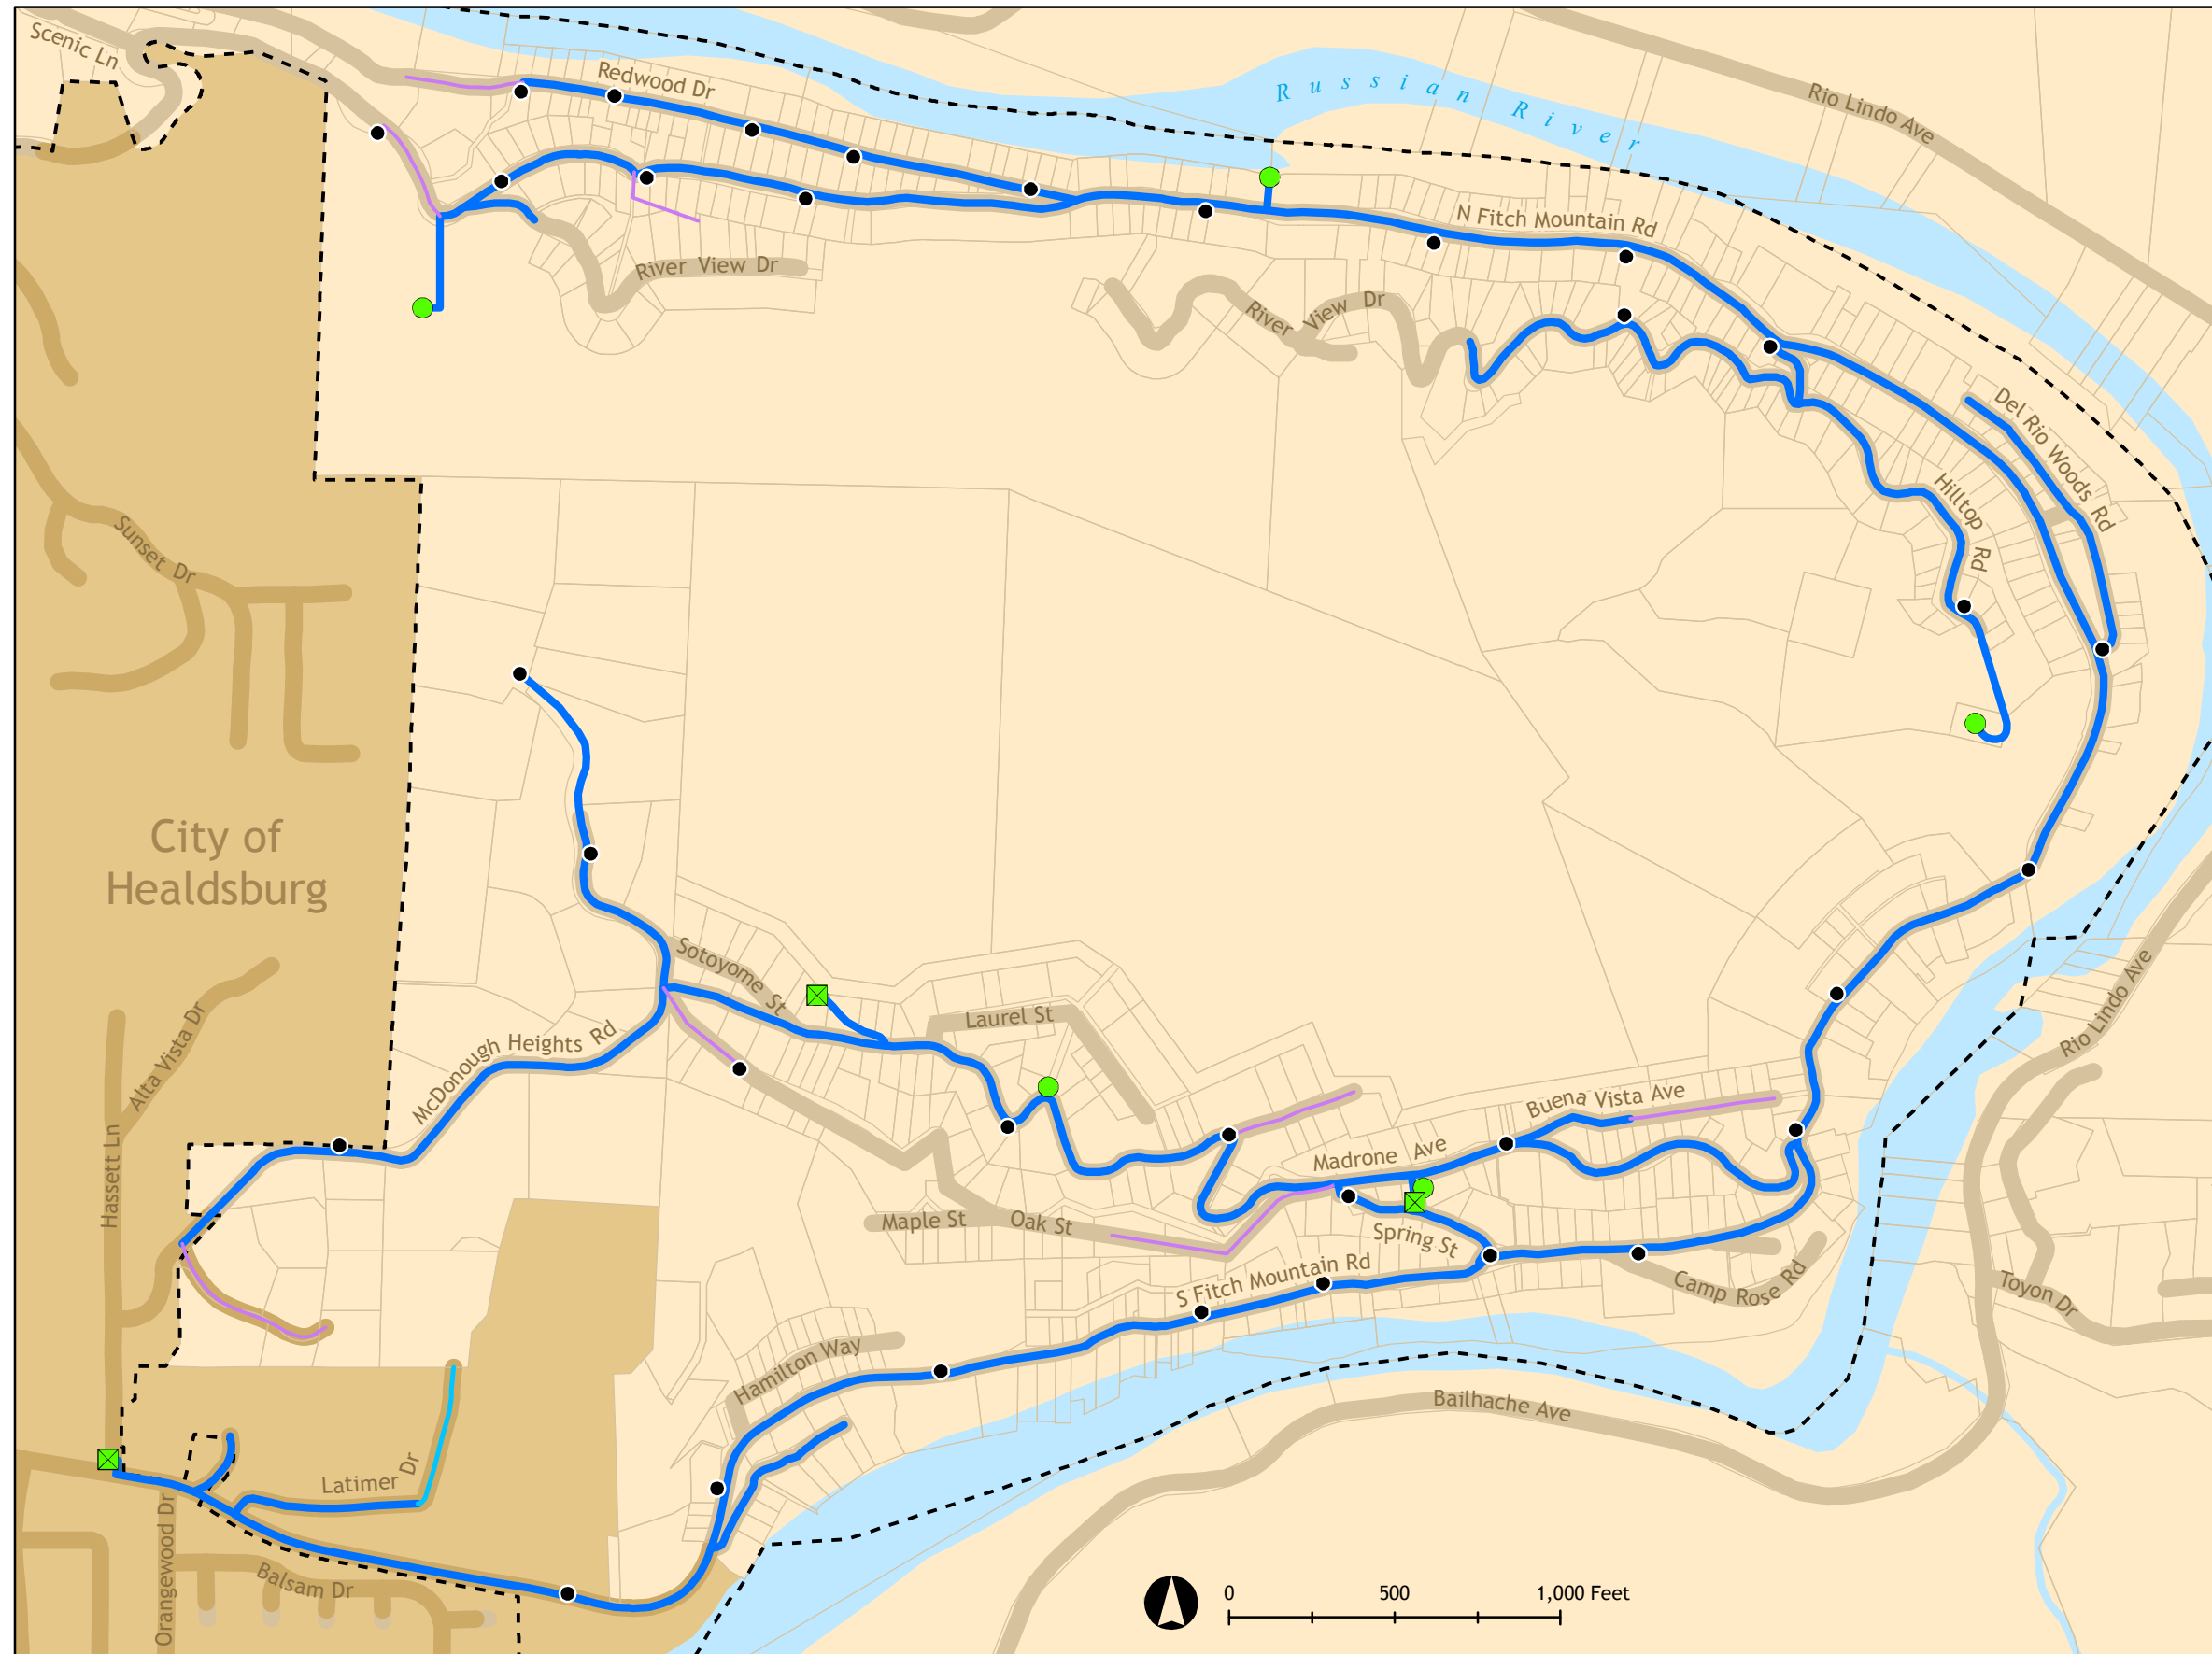 Scenic Ln
Redwood Dr
Russian River
Rio Lindo Ave
N Fitch Mountain Rd
River View Dr
River View Dr
Del Rio Woods Rd
Hilltop Rd
Sunset Dr
City of
Healdsburg
Sotoyome St
Laurel St
Rio Lindo Ave
Alta Vista Dr
McDonough Heights Rd
Buena Vista Ave
Madrone Ave
Hassett Ln
Maple St
Oak St
Spring St
S Fitch Mountain Rd
Camp Rose Rd
Toyon Dr
Hamilton Way
Bailhache Ave
Latimer Dr
Orangewood Dr
Balsam Dr
0 500 1,000 Feet